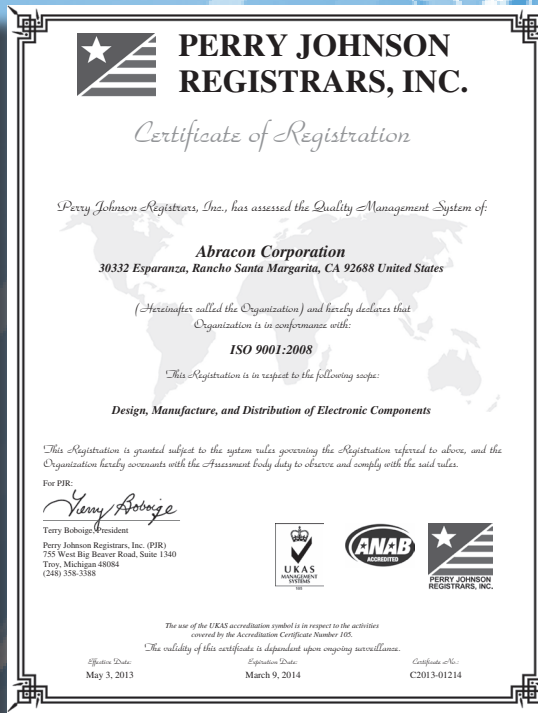 PERRY JOHNSON
REGISTRARS, INC.
Certificate of Registration
Perry Johnson Registrars, Inc., has assessed the Quality Management System of:
Abracon Corporation
30332 Esparanza, Rancho Santa Margarita, CA 92688 United States
(Hereinafter called the Organization) and hereby declares that
Organization is in conformance with:
ISO 9001:2008
This Registration is in respect to the following scope:
Design, Manufacture, and Distribution of Electronic Components
This Registration is granted subject to the system rules governing the Registration referred to above, and the
Organization hereby covenants with the Assessment body duty to observe and comply with the said rules.
For PJR:
Terry Boboige
Terry Boboige, President
Perry Johnson Registrars, Inc. (PJR)
755 West Big Beaver Road, Suite 1340
Troy, Michigan 48084
(248) 358-3388
UKAS
MANAGEMENT
SYSTEMS
ANAB
ACCREDITED
PERRY JOHNSON
REGISTRARS, INC.
The use of the UKAS accreditation symbol is in respect to the activities
covered by the Accreditation Certificate Number 105.
The validity of this certificate is dependent upon ongoing surveillance.
Effective Date: Expiration Date: Certificate No.:
May 3, 2013 March 9, 2014 C2013-01214